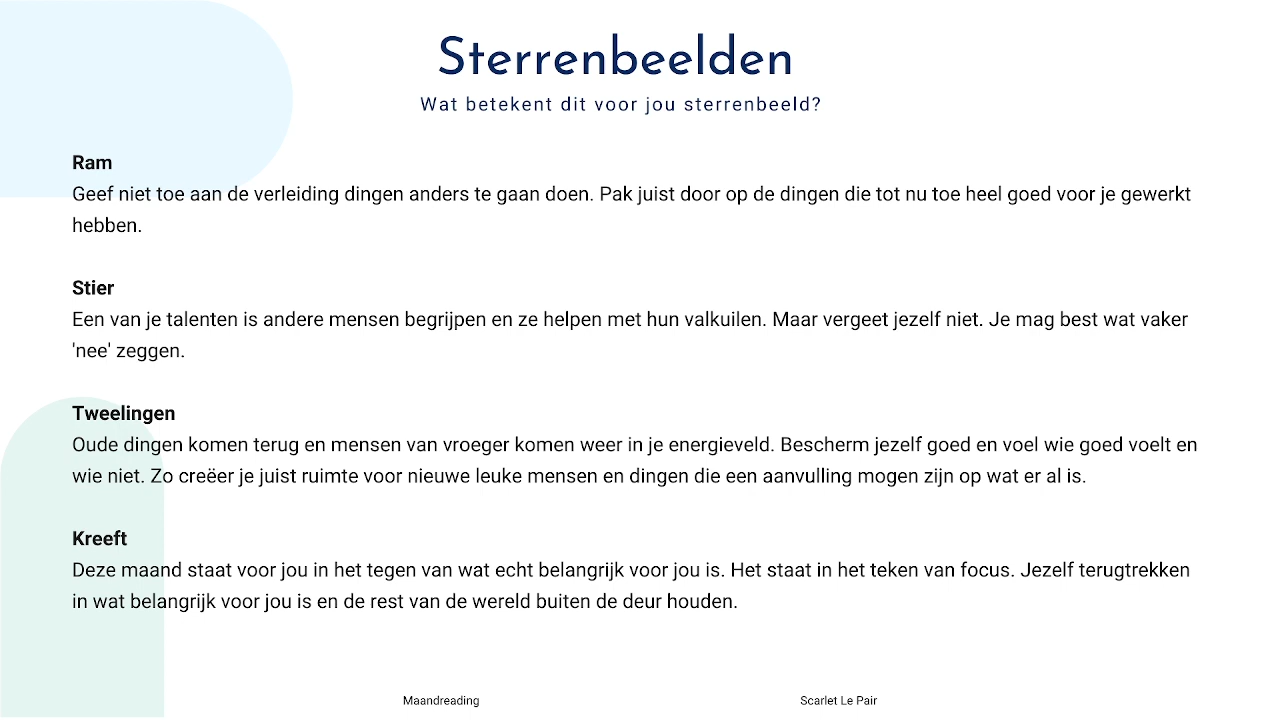 Sterrenbeelden
Wat betekent dit voor jou sterrenbeeld?
Ram
Geef niet toe aan de verleiding dingen anders te gaan doen. Pak juist door op de dingen die tot nu toe heel goed voor je gewerkt
hebben.
Stier
Een van je talenten is andere mensen begrijpen en ze helpen met hun valkuilen. Maar vergeet jezelf niet. Je mag best wat vaker
'nee' zeggen.
Tweelingen
Oude dingen komen terug en mensen van vroeger komen weer in je energieveld. Bescherm jezelf goed en voel wie goed voelt en
wie niet. Zo creëer je juist ruimte voor nieuwe leuke mensen en dingen die een aanvulling mogen zijn op wat er al is.
Kreeft
Deze maand staat voor jou in het tegen van wat echt belangrijk voor jou is. Het staat in het teken van focus. Jezelf terugtrekken
in wat belangrijk voor jou is en de rest van de wereld buiten de deur houden.
Maandreading
Scarlet Le Pair